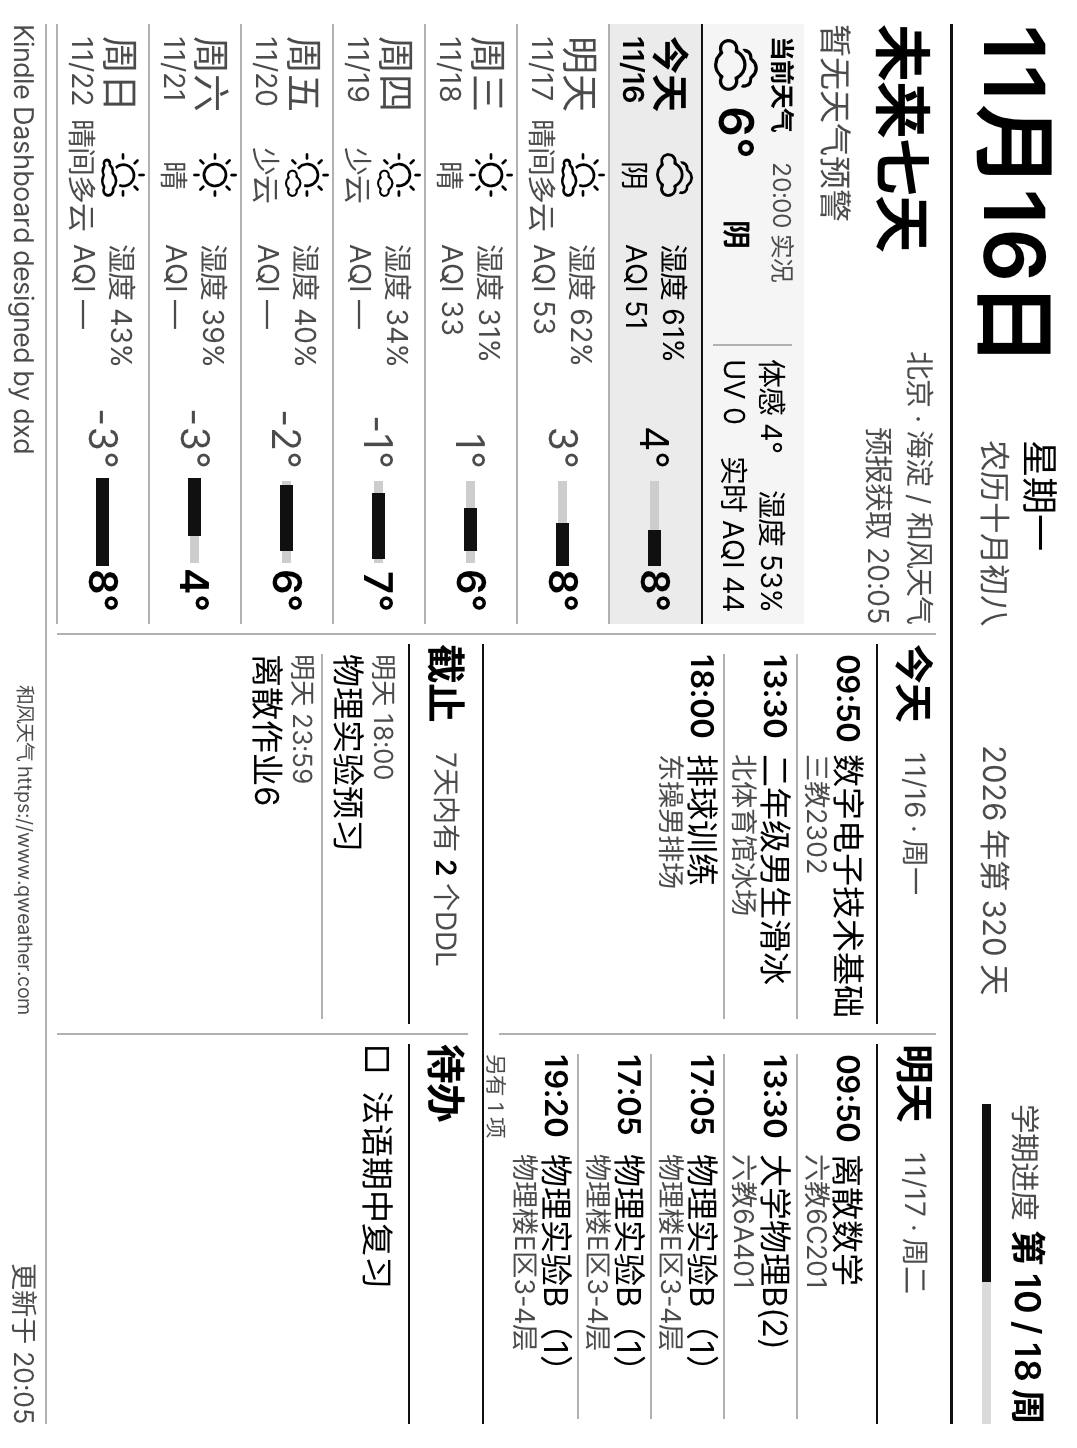 11月16日
星期一
农历十月初八
2026 年第 320 天
学期进度 第 10 / 18 周
未来七天
暂无天气预警
北京 · 海淀 / 和风天气
预报获取 20:05
当前天气 20:00 实况
6° 阴
体感 4° 湿度 53%
UV 0 实时 AQI 44
今天 湿度 61%
11/16 阴 AQI 51 4° 8°
明天 湿度 62%
11/17 晴间多云 AQI 53 3° 8°
周三 湿度 31%
11/18 晴 AQI 33 1° 6°
周四 湿度 34%
11/19 少云 AQI — -1° 7°
周五 湿度 40%
11/20 少云 AQI — -2° 6°
周六 湿度 39%
11/21 晴 AQI — -3° 4°
周日 湿度 43%
11/22 晴间多云 AQI — -3° 8°
今天 11/16 · 周一
09:50 数字电子技术基础
三教2302
13:30 二年级男生滑冰
北体育馆冰场
18:00 排球训练
东操男排场
明天 11/17 · 周二
09:50 离散数学
六教6C201
13:30 大学物理B(2)
六教6A401
17:05 物理实验B（1）
物理楼E区3-4层
17:05 物理实验B（1）
物理楼E区3-4层
19:20 物理实验B（1）
物理楼E区3-4层
另有 1 项
截止 7天内有 2 个DDL
明天 18:00
物理实验预习
明天 23:59
离散作业6
待办
法语期中复习
Kindle Dashboard designed by dxd
和风天气 https://www.qweather.com
更新于 20:05